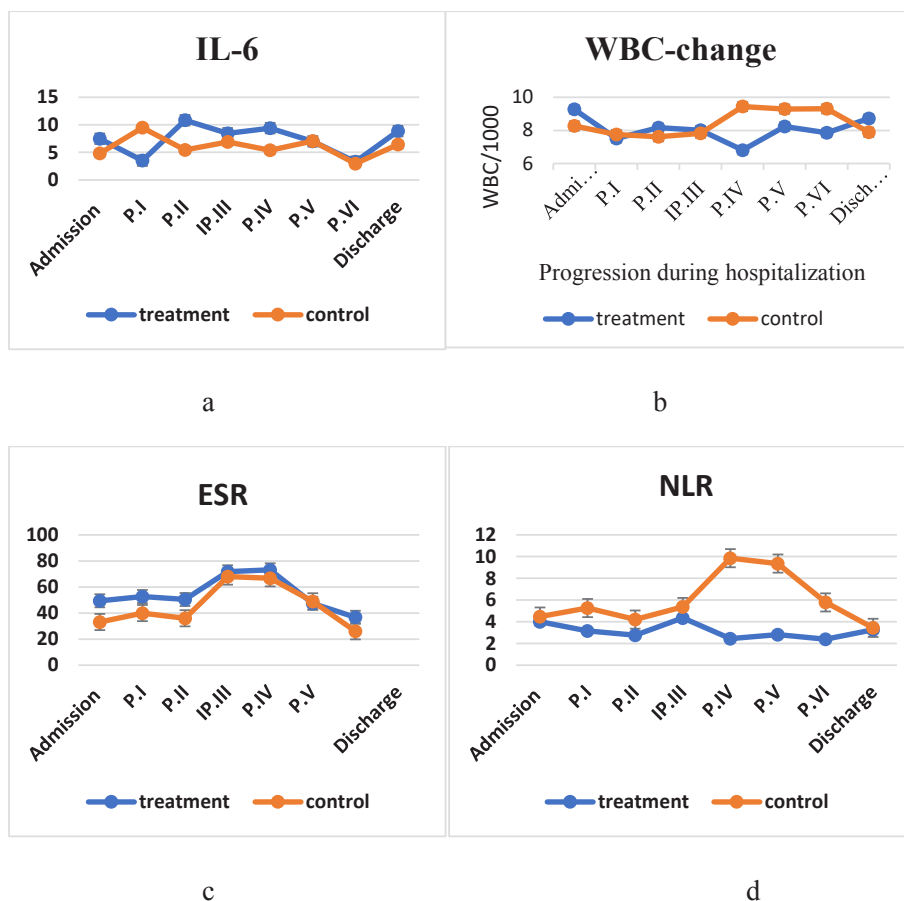 IL-6
15
10
5
0
Admission P.I P.II IP.III P.IV P.V P.VI Discharge
treatment control
a
WBC-change
WBC/1000
10
8
6
Admi... P.I P.II IP.III P.IV P.V P.VI Disch...
Progression during hospitalization
treatment control
b
ESR
100
80
60
40
20
0
Admission P.I P.II IP.III P.IV P.V Discharge
treatment control
c
NLR
12
10
8
6
4
2
0
Admission P.I P.II IP.III P.IV P.V P.VI Discharge
treatment control
d